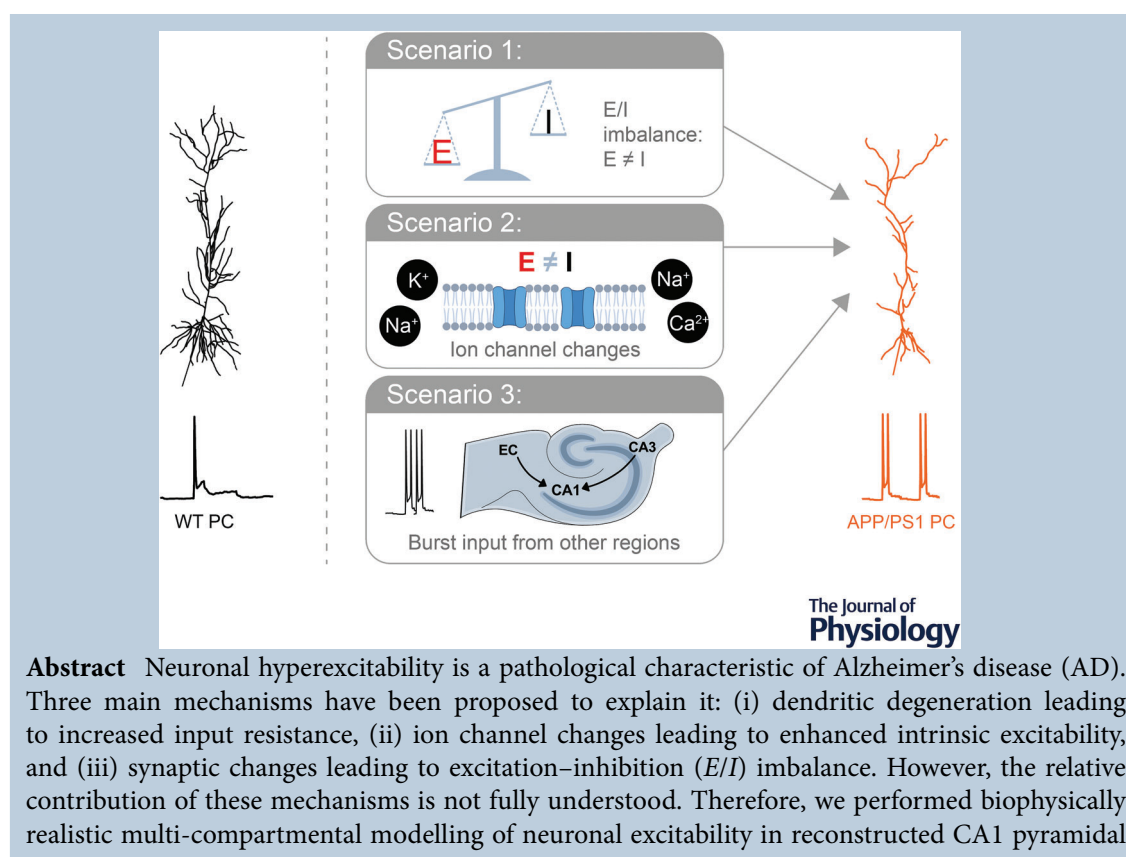 Scenario 1:
E
I
E/I
imbalance:
E ≠ I
Scenario 2:
E ≠ I
K+
Na+
Na+
Ca2+
Ion channel changes
Scenario 3:
EC
CA3
CA1
Burst input from other regions
WT PC
APP/PS1 PC
The Journal of
Physiology
Abstract Neuronal hyperexcitability is a pathological characteristic of Alzheimer's disease (AD).
Three main mechanisms have been proposed to explain it: (i) dendritic degeneration leading
to increased input resistance, (ii) ion channel changes leading to enhanced intrinsic excitability,
and (iii) synaptic changes leading to excitation–inhibition (E/I) imbalance. However, the relative
contribution of these mechanisms is not fully understood. Therefore, we performed biophysically
realistic multi-compartmental modelling of neuronal excitability in reconstructed CA1 pyramidal